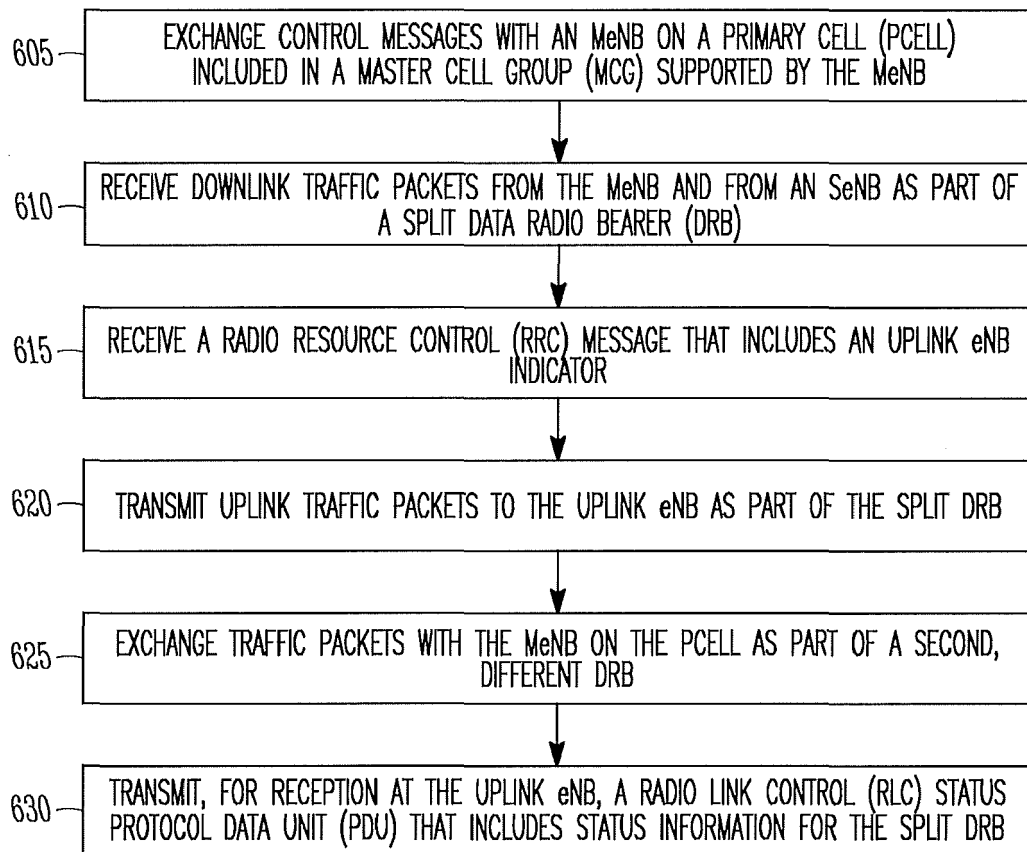 605
EXCHANGE CONTROL MESSAGES WITH AN MeNB ON A PRIMARY CELL (PCELL)
INCLUDED IN A MASTER CELL GROUP (MCG) SUPPORTED BY THE MeNB
610
RECEIVE DOWNLINK TRAFFIC PACKETS FROM THE MeNB AND FROM AN SeNB AS PART OF
A SPLIT DATA RADIO BEARER (DRB)
615
RECEIVE A RADIO RESOURCE CONTROL (RRC) MESSAGE THAT INCLUDES AN UPLINK eNB
INDICATOR
620
TRANSMIT UPLINK TRAFFIC PACKETS TO THE UPLINK eNB AS PART OF THE SPLIT DRB
625
EXCHANGE TRAFFIC PACKETS WITH THE MeNB ON THE PCELL AS PART OF A SECOND,
DIFFERENT DRB
630
TRANSMIT, FOR RECEPTION AT THE UPLINK eNB, A RADIO LINK CONTROL (RLC) STATUS
PROTOCOL DATA UNIT (PDU) THAT INCLUDES STATUS INFORMATION FOR THE SPLIT DRB